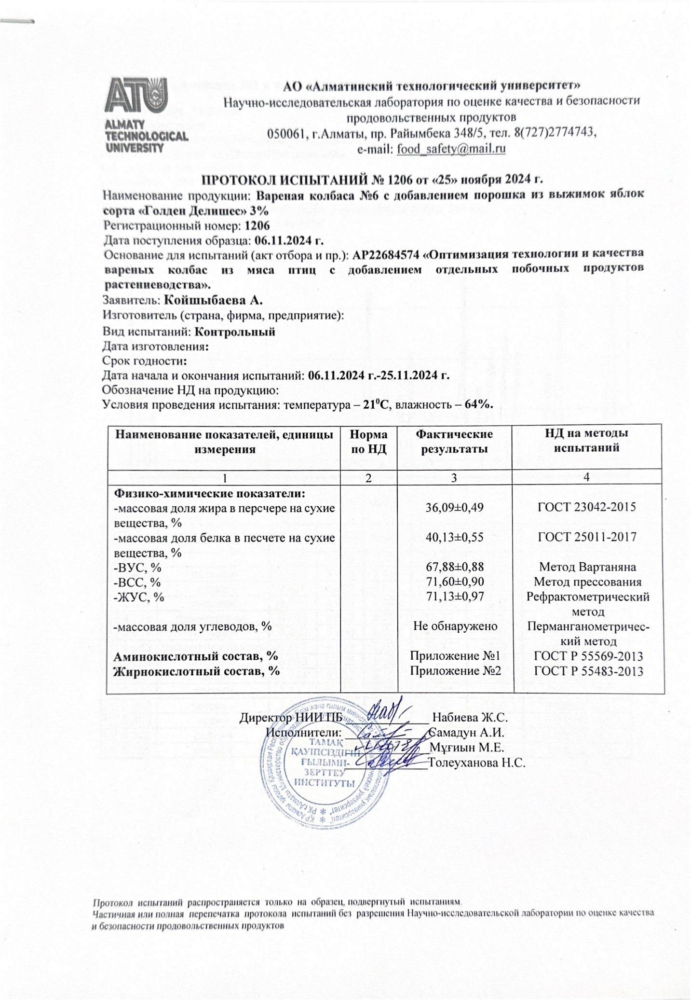 ATU
ALMATY
TECHNOLOGICAL
UNIVERSITY
АО «Алматинский технологический университет»
Научно-исследовательская лаборатория по оценке качества и безопасности
продовольственных продуктов
050061, г.Алматы, пр. Райымбека 348/5, тел. 8(727)2774743,
e-mail: food_safety@mail.ru
ПРОТОКОЛ ИСПЫТАНИЙ № 1206 от «25» ноября 2024 г.
Наименование продукции: Вареная колбаса №6 с добавлением порошка из выжимок яблок
сорта «Голден Делишес» 3%
Регистрационный номер: 1206
Дата поступления образца: 06.11.2024 г.
Основание для испытаний (акт отбора и пр.): АР22684574 «Оптимизация технологии и качества
вареных колбас из мяса птиц с добавлением отдельных побочных продуктов
растениеводства».
Заявитель: Койшыбаева А.
Изготовитель (страна, фирма, предприятие):
Вид испытаний: Контрольный
Дата изготовления:
Срок годности:
Дата начала и окончания испытаний: 06.11.2024 г.-25.11.2024 г.
Обозначение НД на продукцию:
Условия проведения испытания: температура – 21⁰С, влажность – 64%.
Наименование показателей, единицы измерения Норма по НД Фактические результаты НД на методы испытаний
1 2 3 4
Физико-химические показатели:
-массовая доля жира в персчере на сухие 36,09±0,49 ГОСТ 23042-2015
вещества, %
-массовая доля белка в песчете на сухие 40,13±0,55 ГОСТ 25011-2017
вещества, %
-ВУС, % 67,88±0,88 Метод Вартаняна
-ВСС, % 71,60±0,90 Метод прессования
-ЖУС, % 71,13±0,97 Рефрактометрический
метод
-массовая доля углеводов, % Не обнаружено Перманганометричес-
кий метод
Аминокислотный состав, % Приложение №1 ГОСТ Р 55569-2013
Жирнокислотный состав, % Приложение №2 ГОСТ Р 55483-2013
Директор НИИ ПБ Набиева Ж.С.
Исполнители: Самадун А.И.
Мұғиын М.Е.
Толеуханова Н.С.
ТАМАҚ
ҚАУІПСІЗДІГІН
ҒЫЛЫМИ-
ЗЕРТТЕУ
ИНСТИТУТЫ
Протокол испытаний распространяется только на образец, подвергнутый испытаниям.
Частичная или полная перепечатка протокола испытаний без разрешения Научно-исследовательской лаборатории по оценке качества
и безопасности продовольственных продуктов